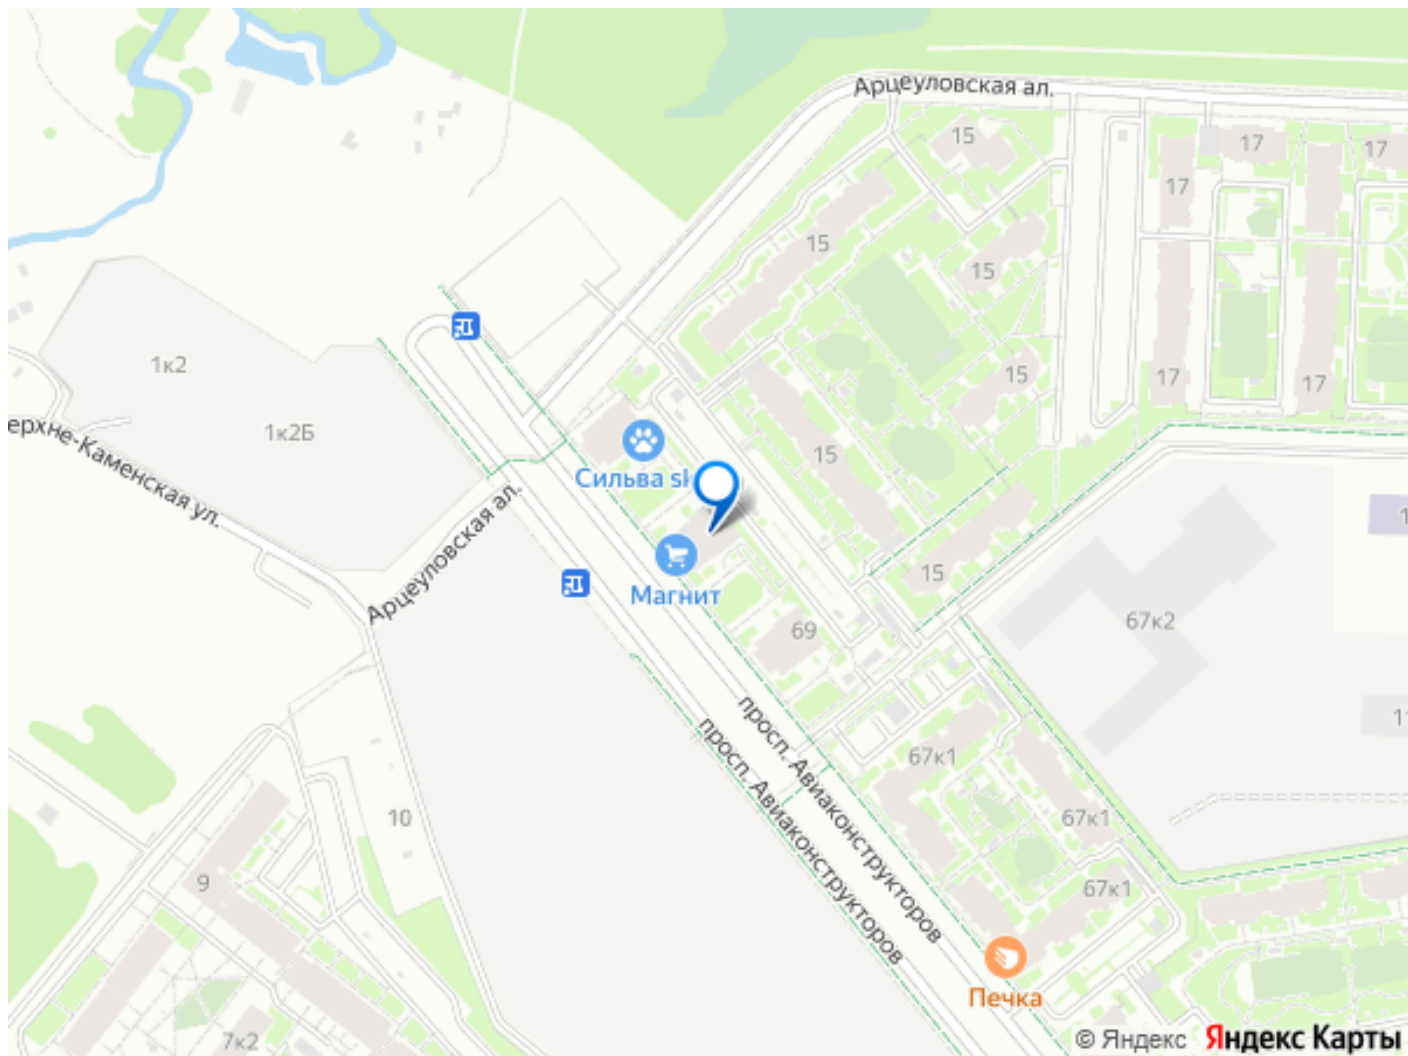 Арцеуловская ал.
15
17
17
17
15
15
1к2
15
17
17
1к2Б
ерхне-Каменская ул.
Сильва sl
15
Арцеуловская ал.
Магнит
15
69
67к2
просп. Авиаконструкторов
просп. Авиаконструкторов
67к1
10
67к1
9
67к1
Печка
7к2
© Яндекс Яндекс Карты